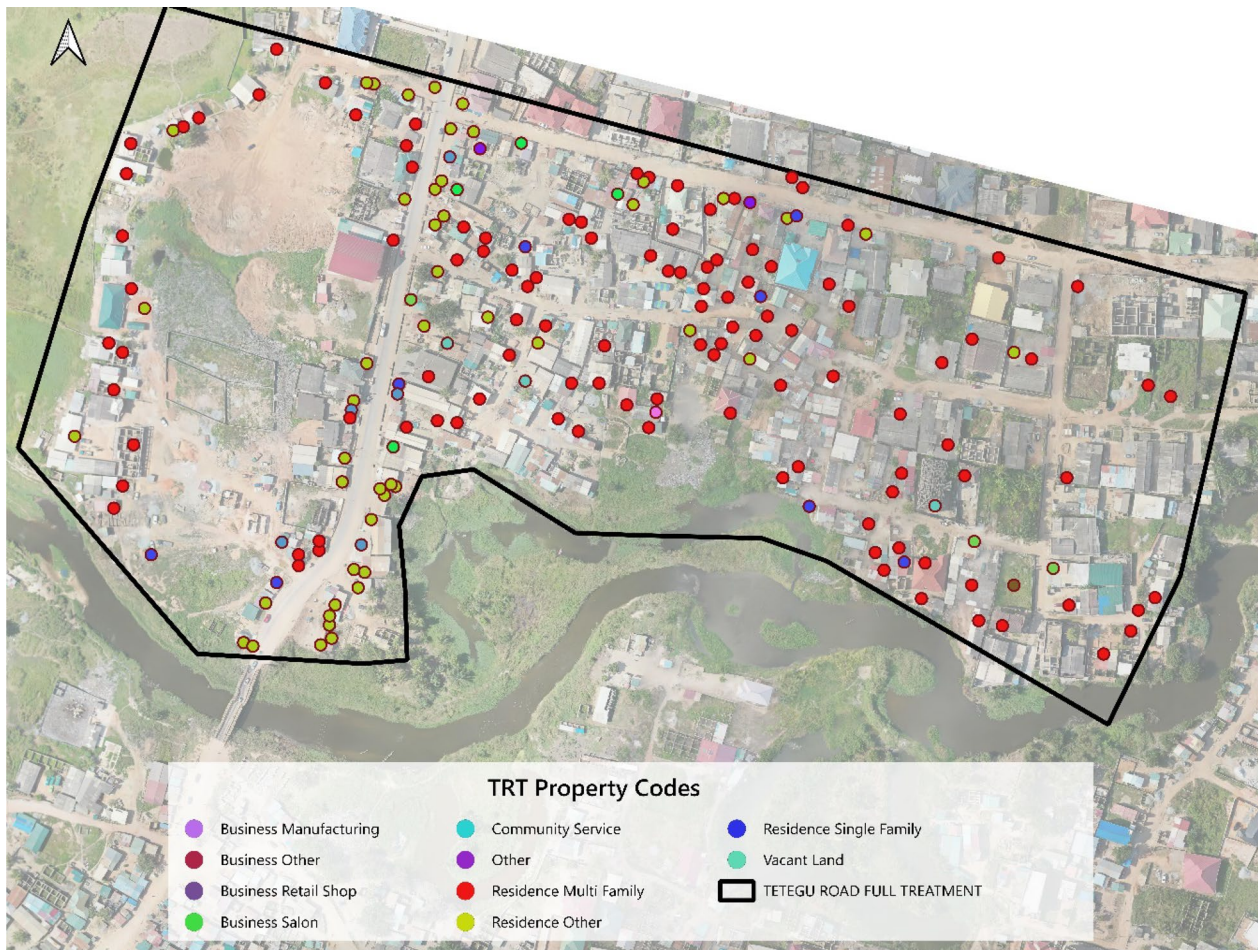 TRT Property Codes
Business Manufacturing
Business Other
Business Retail Shop
Business Salon
Community Service
Other
Residence Multi Family
Residence Other
Residence Single Family
Vacant Land
TETEGU ROAD FULL TREATMENT